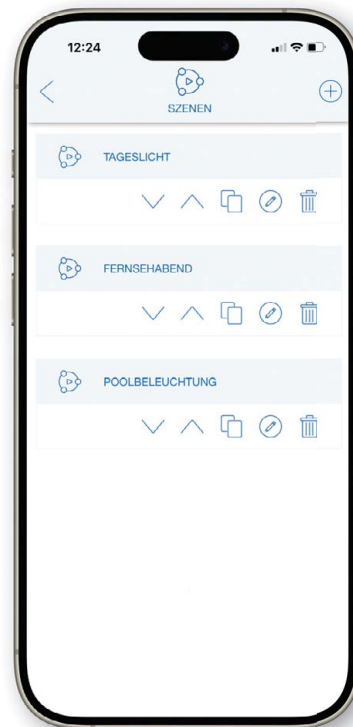 12:24
SZENEN
TAGESLICHT
FERNSEHABEND
POOLBELEUCHTUNG